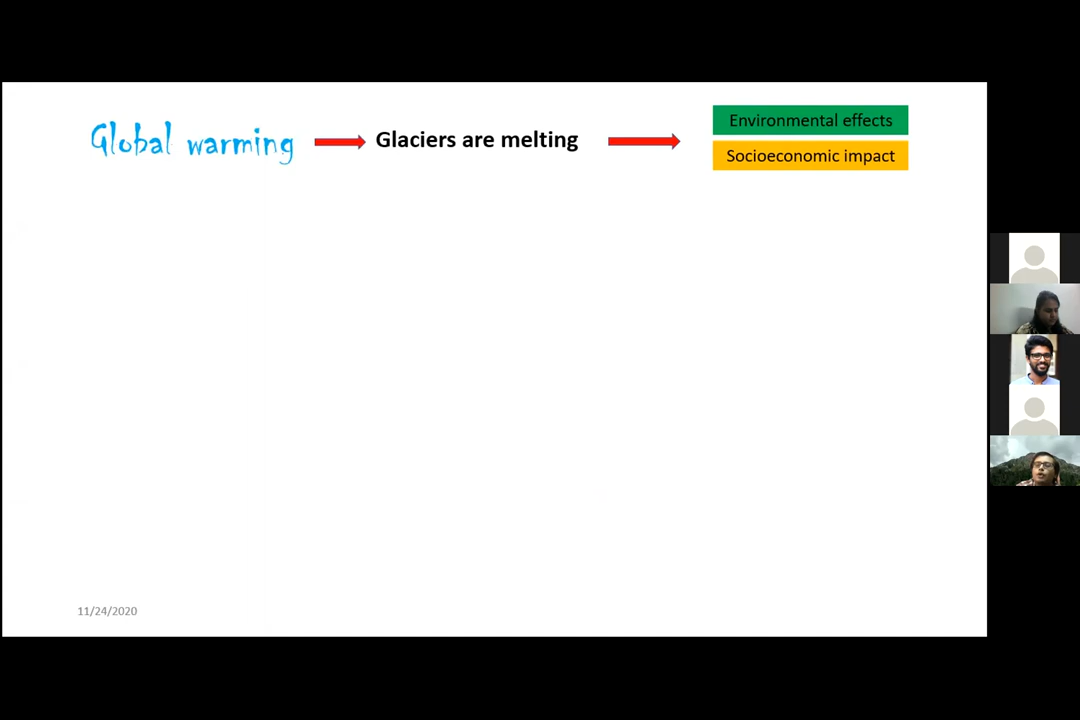 Global warming
Glaciers are melting
Environmental effects
Socioeconomic impact
11/24/2020